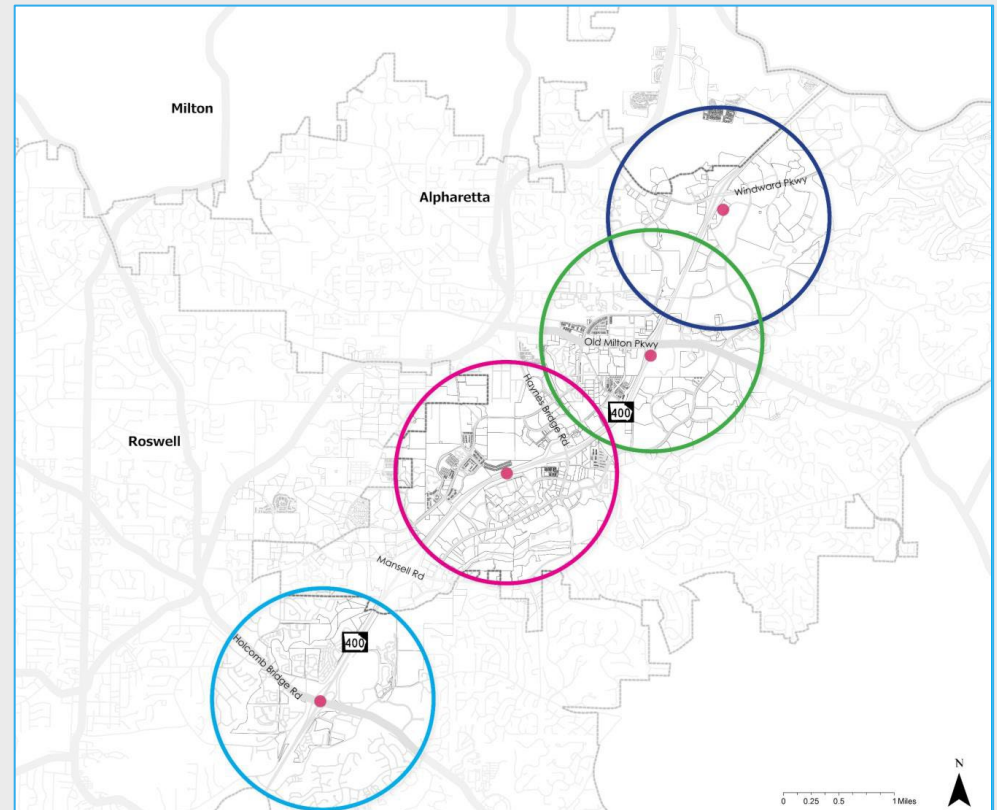 Milton
Alpharetta
Windward Pkwy
Old Milton Pkwy
Haynes Bridge Rd
400
Roswell
Mansell Rd
400
Holcomb Bridge Rd
N
0 0.25 0.5 1 Miles